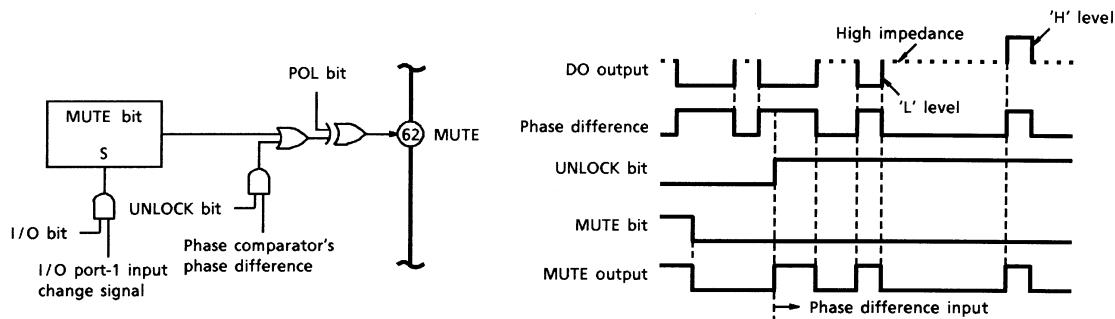 POL bit
MUTE bit
S
62
MUTE
UNLOCK bit
I/O bit
Phase comparator's
phase difference
I/O port-1 input
change signal
'H' level
High impedance
DO output
'L' level
Phase difference
UNLOCK bit
MUTE bit
MUTE output
Phase difference input